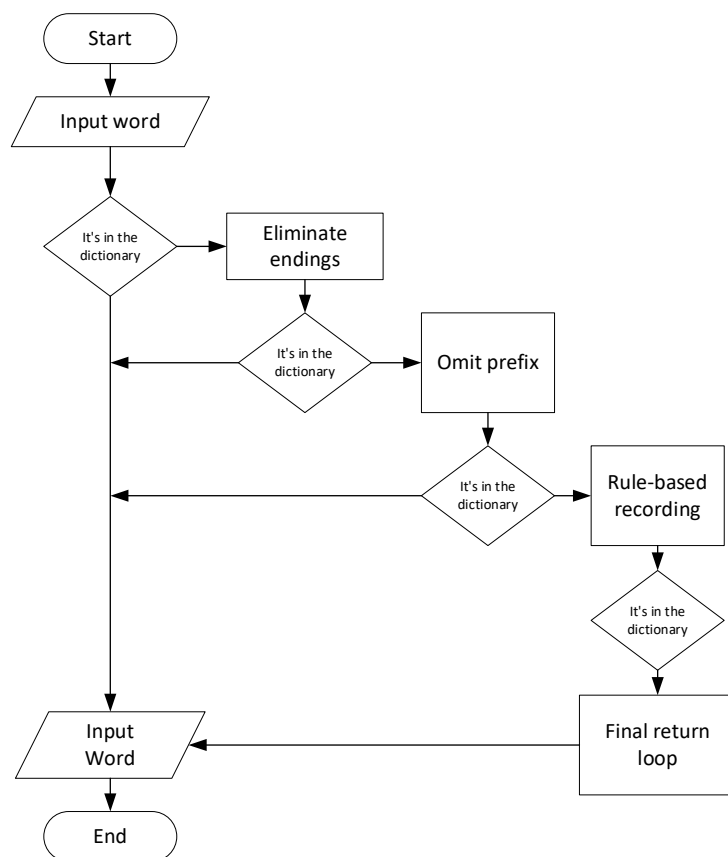 Start
Input word
It's in the
dictionary
Eliminate
endings
It's in the
dictionary
Omit prefix
It's in the
dictionary
Rule-based
recording
It's in the
dictionary
Final return
loop
Input
Word
End